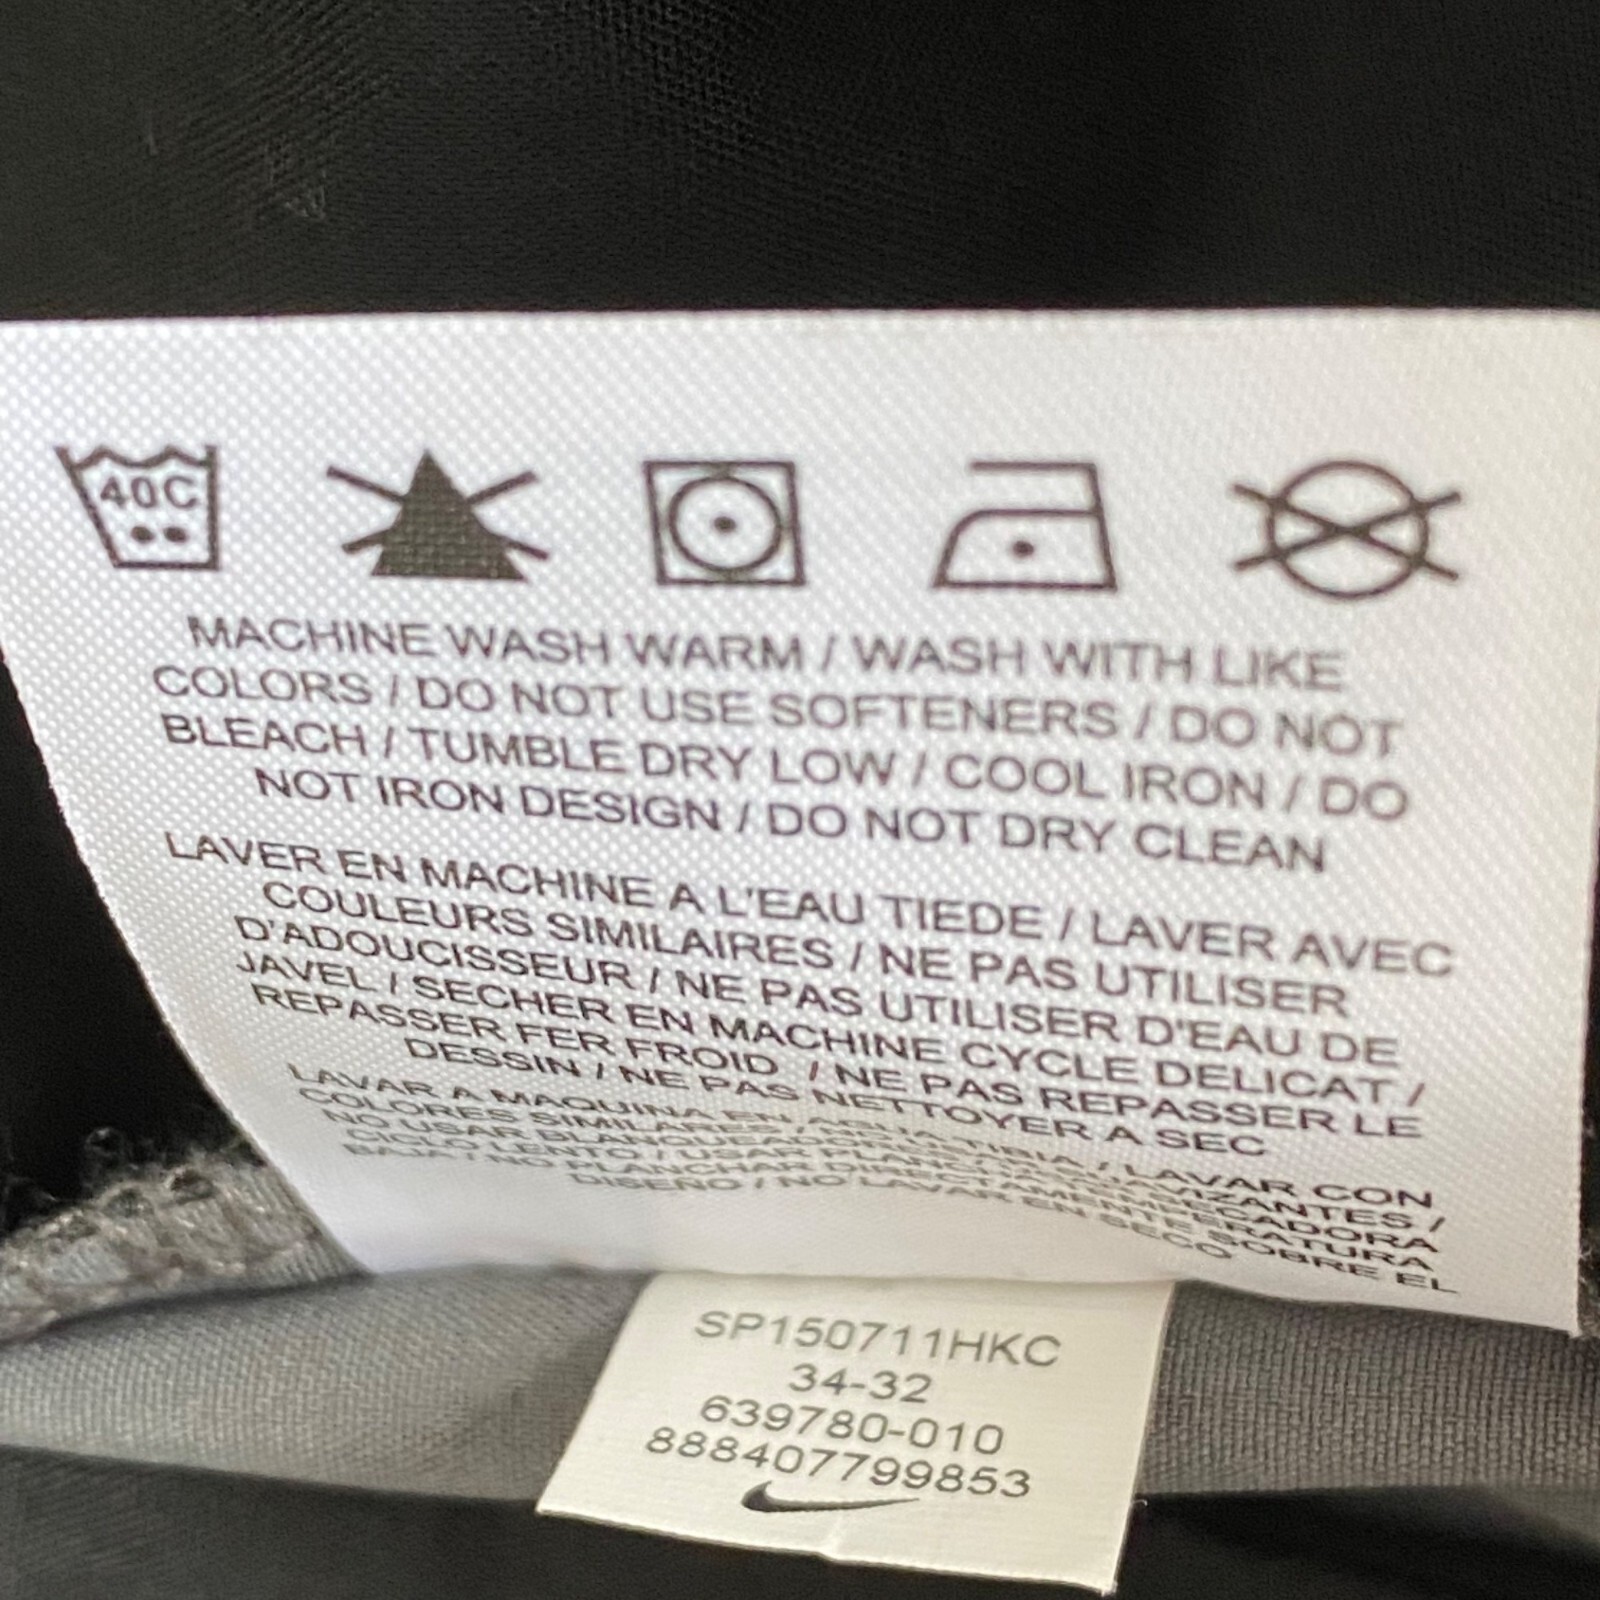 40C
MACHINE WASH WARM / WASH WITH LIKE
COLORS / DO NOT USE SOFTENERS / DO NOT
BLEACH / TUMBLE DRY LOW / COOL IRON / DO
NOT IRON DESIGN / DO NOT DRY CLEAN
LAVER EN MACHINE A L'EAU TIEDE / LAVER AVEC
COULEURS SIMILAIRES / NE PAS UTILISER
D'ADOUCISSEUR / NE PAS UTILISER D'EAU DE
JAVEL / SECHER EN MACHINE CYCLE DELICAT /
REPASSER FER FROID / NE PAS REPASSER LE
DESSIN / NE PAS NETTOYER A SEC
LAVAR A MAQUINA EN AGUA TIBIA / LAVAR CON
COLORES SIMILARES / NO USAR SUAVIZANTES /
NO USAR BLANQUEADOR / SECADORA
CICLO LENTO / USAR PLANCHA TEMPERATURA
BAJA / NO PLANCHAR DIRECTAMENTE SOBRE EL
DISEÑO / NO LAVAR EN SECO
SP150711HKC
34-32
639780-010
888407799853